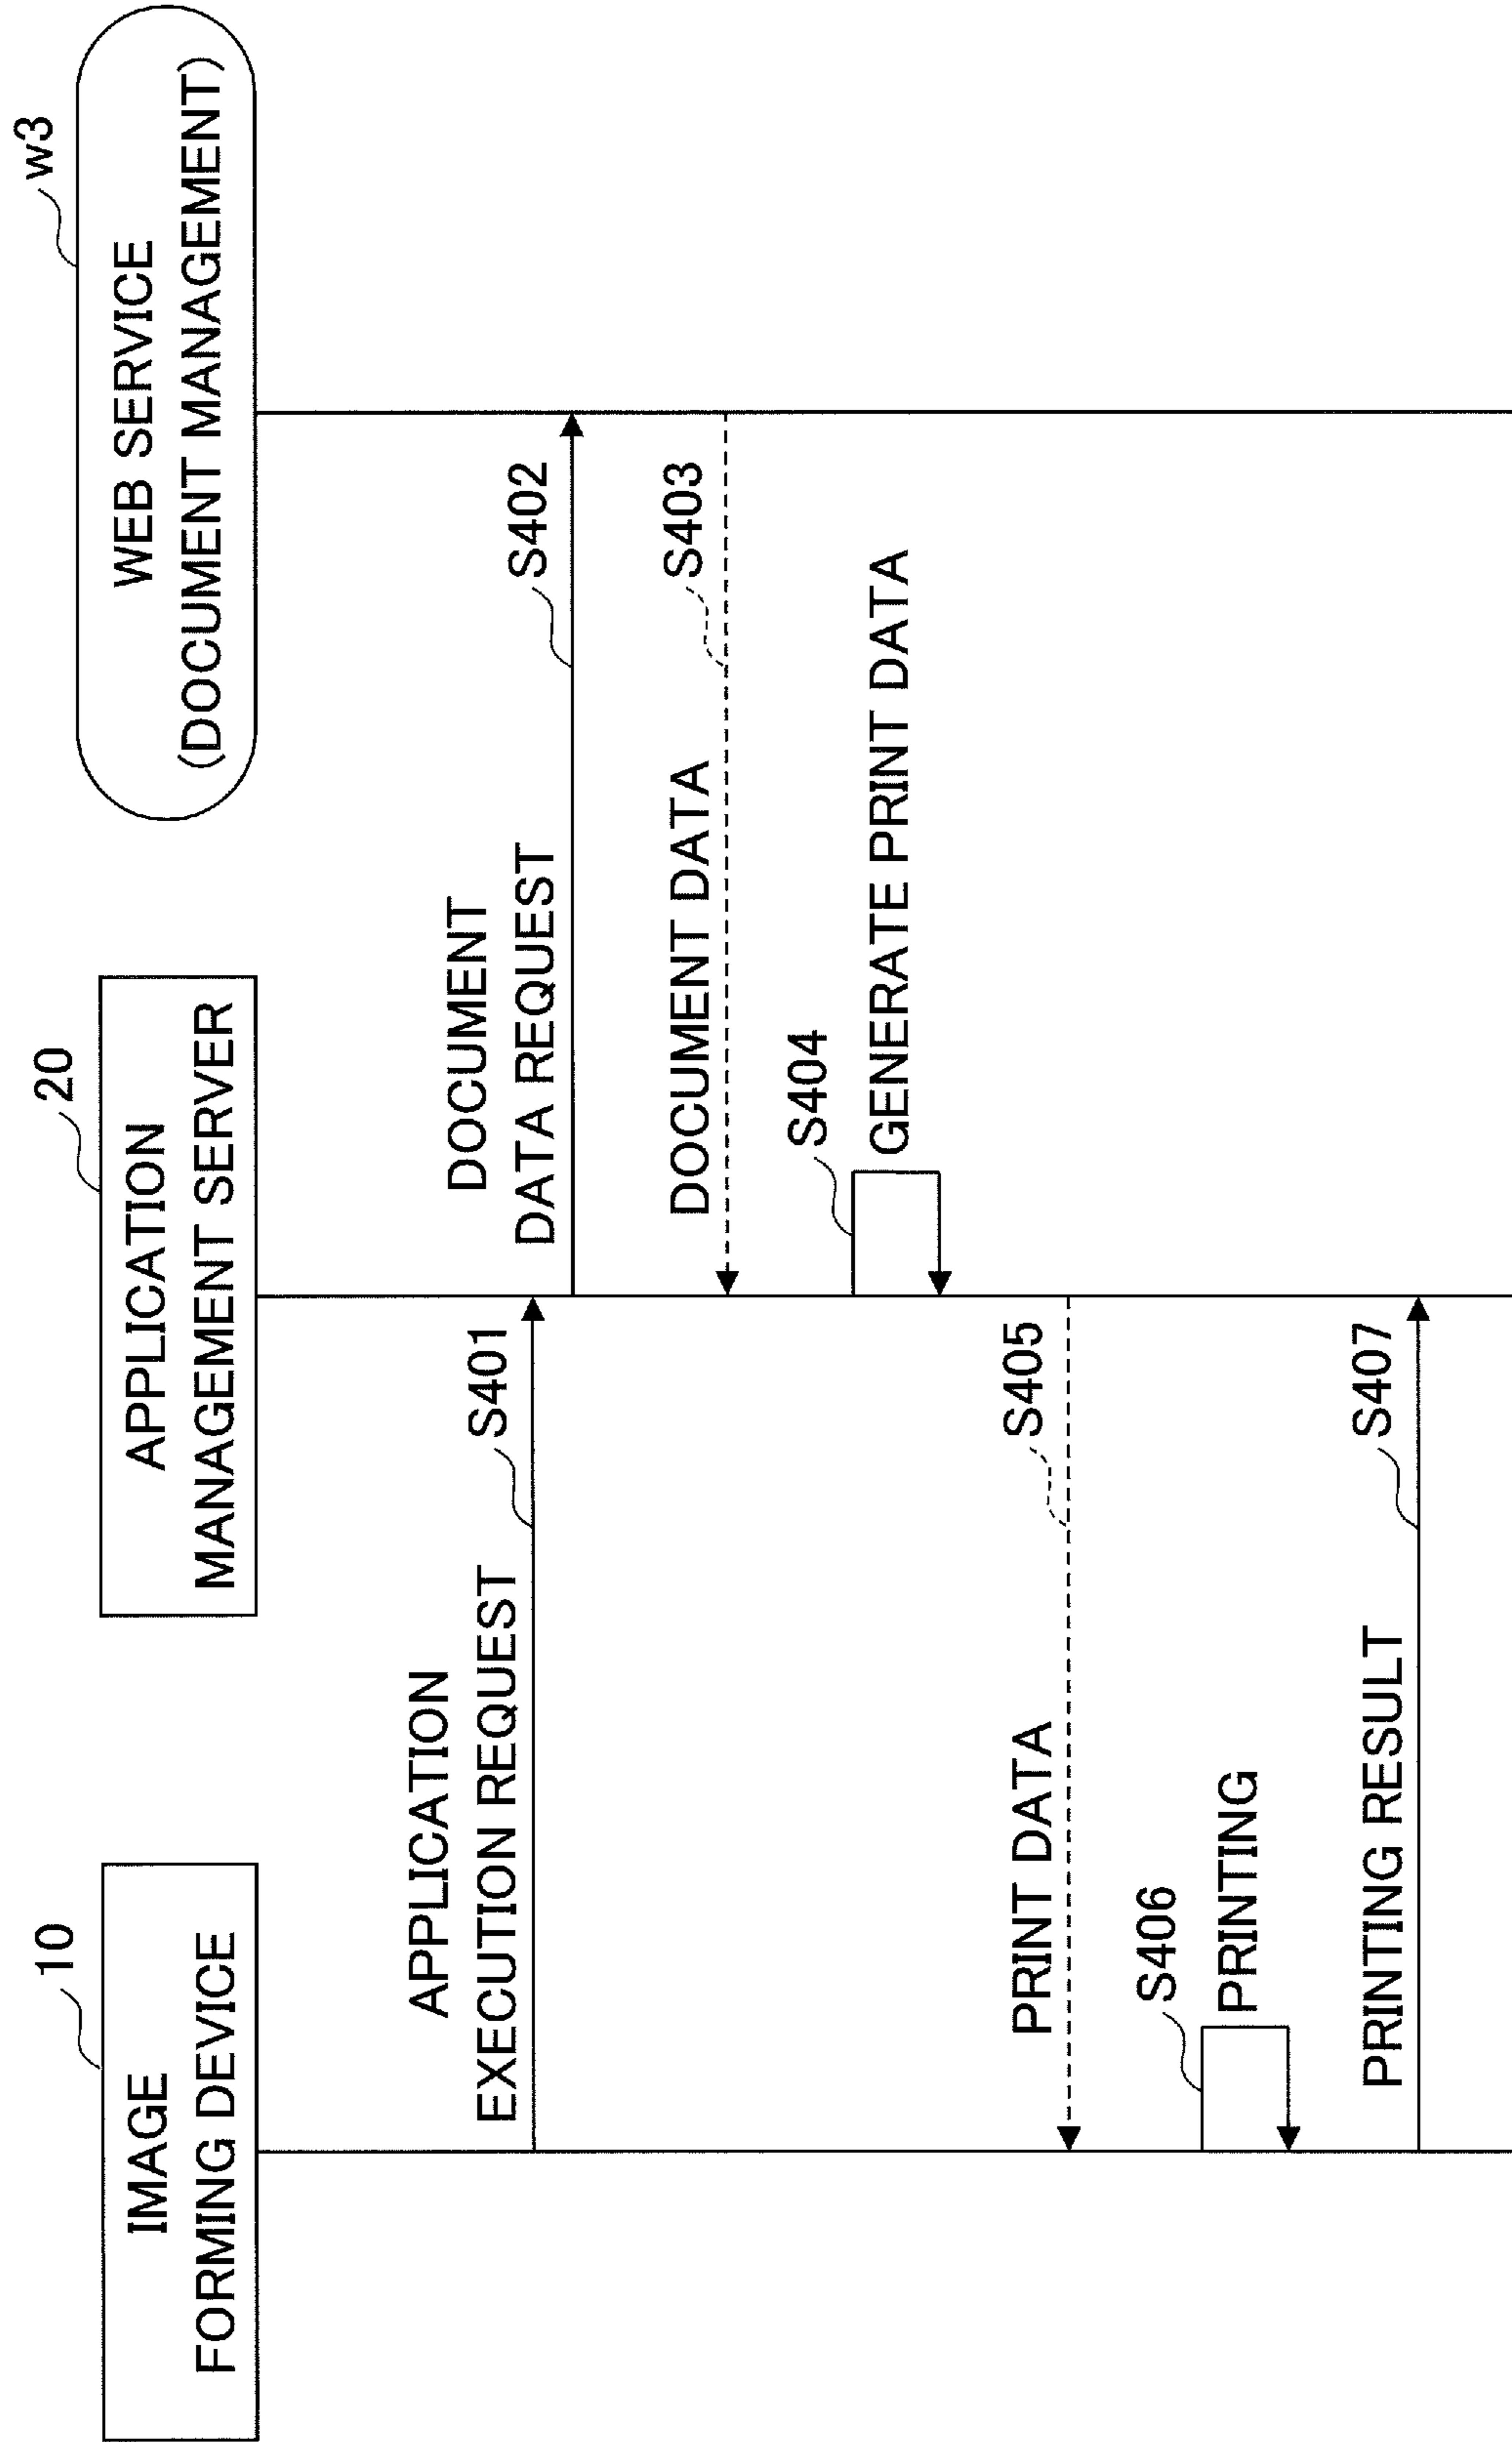 10
IMAGE
FORMING DEVICE
20
APPLICATION
MANAGEMENT SERVER
w3
WEB SERVICE
(DOCUMENT MANAGEMENT)
APPLICATION
EXECUTION REQUEST
S401
DOCUMENT
DATA REQUEST
S402
DOCUMENT DATA
S403
S404
GENERATE PRINT DATA
PRINT DATA
S405
S406
PRINTING
PRINTING RESULT
S407